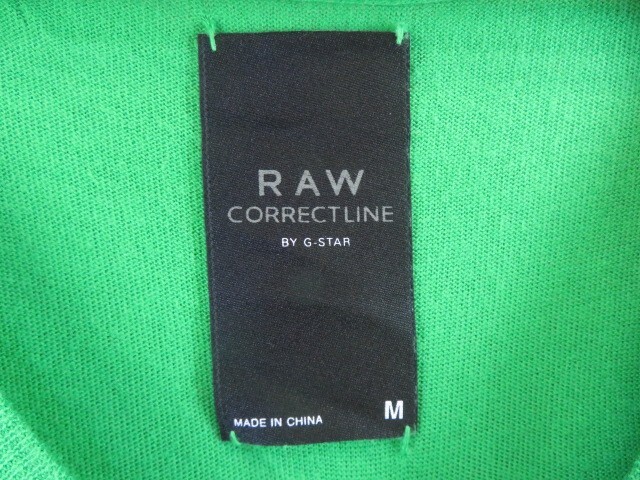 RAW
CORRECTLINE
BY G-STAR
MADE IN CHINA
M